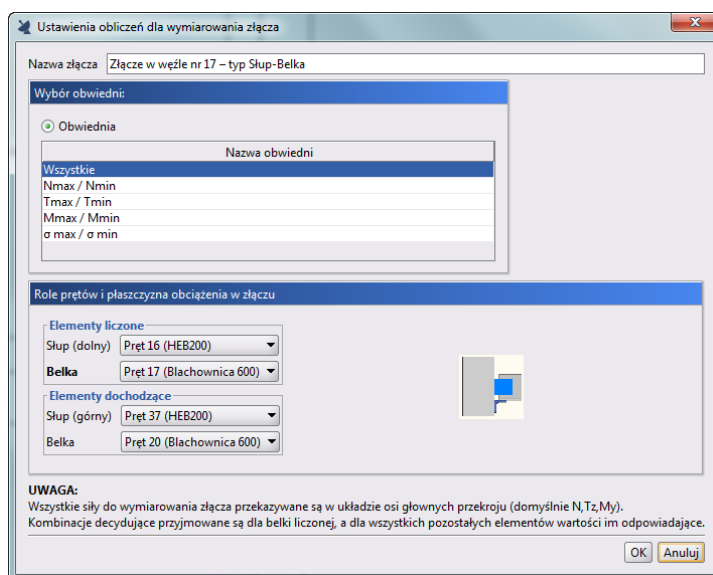 Ustawienia obliczeń dla wymiarowania złącza
Nazwa złącza Złącze w węźle nr 17 – typ Słup-Belka
Wybór obwiedni:
Obwiednia
Nazwa obwiedni
Wszystkie
Nmax / Nmin
Tmax / Tmin
Mmax / Mmin
σ max / σ min
Role prętów i płaszczyzna obciążenia w złączu
Elementy liczone
Słup (dolny) Pręt 16 (HEB200)
Belka Pręt 17 (Blachownica 600)
Elementy dochodzące
Słup (górny) Pręt 37 (HEB200)
Belka Pręt 20 (Blachownica 600)
UWAGA:
Wszystkie siły do wymiarowania złącza przekazywane są w układzie osi głownych przekroju (domyślnie N,Tz,My).
Kombinacje decydujące przyjmowane są dla belki liczonej, a dla wszystkich pozostałych elementów wartości im odpowiadające.
OK Anuluj